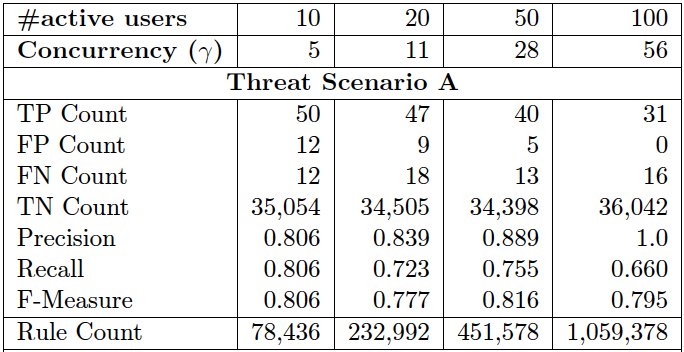 #active users 10 20 50 100
Concurrency (γ) 5 11 28 56
Threat Scenario A
TP Count 50 47 40 31
FP Count 12 9 5 0
FN Count 12 18 13 16
TN Count 35,054 34,505 34,398 36,042
Precision 0.806 0.839 0.889 1.0
Recall 0.806 0.723 0.755 0.660
F-Measure 0.806 0.777 0.816 0.795
Rule Count 78,436 232,992 451,578 1,059,378